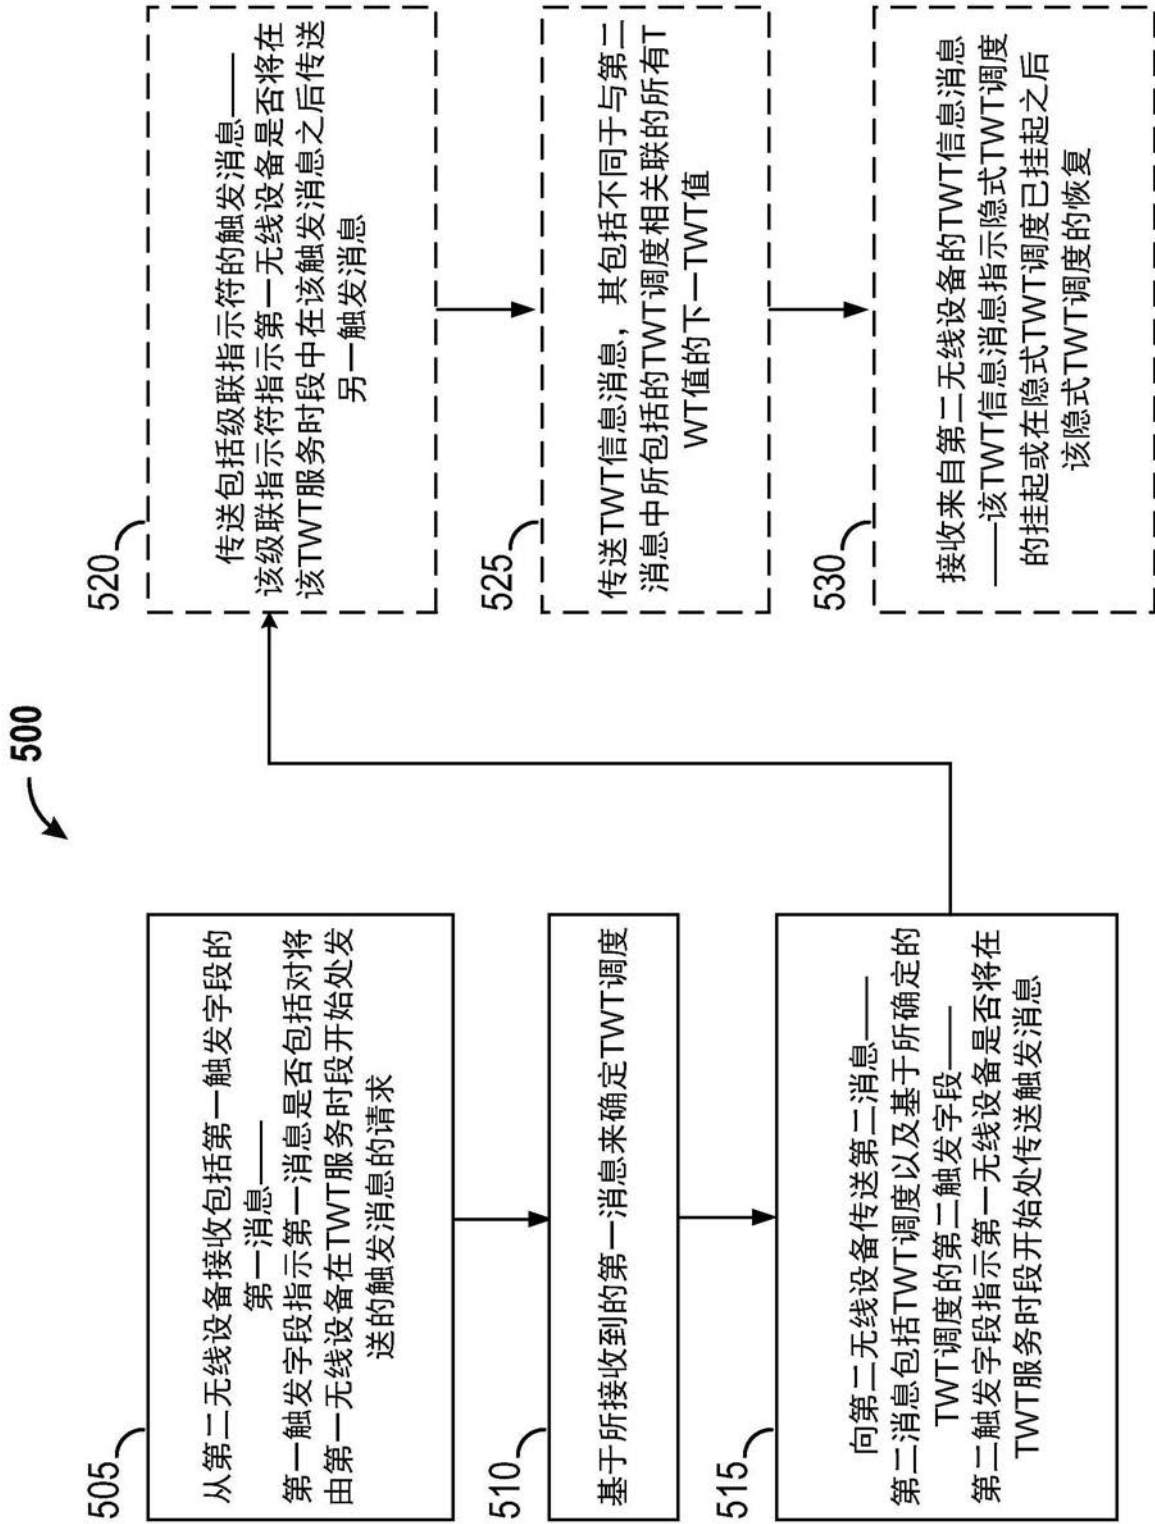 500
505
从第二无线设备接收包括第一触发字段的
第一消息——
第一触发字段指示第一消息是否包括对将
由第一无线设备在TWT服务时段开始处发
送的触发消息的请求
510
基于所接收到的第一消息来确定TWT调度
515
向第二无线设备传送第二消息——
第二消息包括TWT调度以及基于所确定的
TWT调度的第二触发字段——
第二触发字段指示第一无线设备是否将在
TWT服务时段开始处传送触发消息
520
传送包括级联指示符的触发消息——
该级联指示符指示第一无线设备是否将在
该TWT服务时段中在该触发消息之后传送
另一触发消息
525
传送TWT信息消息，其包括不同于与第二
消息中所包括的TWT调度相关联的所有T
WT值的下一TWT值
530
接收来自第二无线设备的TWT信息消息
——该TWT信息消息指示隐式TWT调度
的挂起或在隐式TWT调度已挂起之后
该隐式TWT调度的恢复